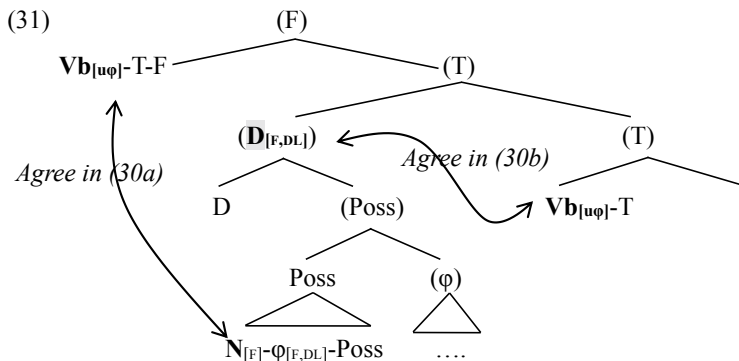 (31) (F)
Vb[uφ]-T-F (T)
(D[F,DL]) (T)
Agree in (30a) Agree in (30b)
D (Poss) Vb[uφ]-T
Poss (φ)
N[F]-φ[F,DL]-Poss ....